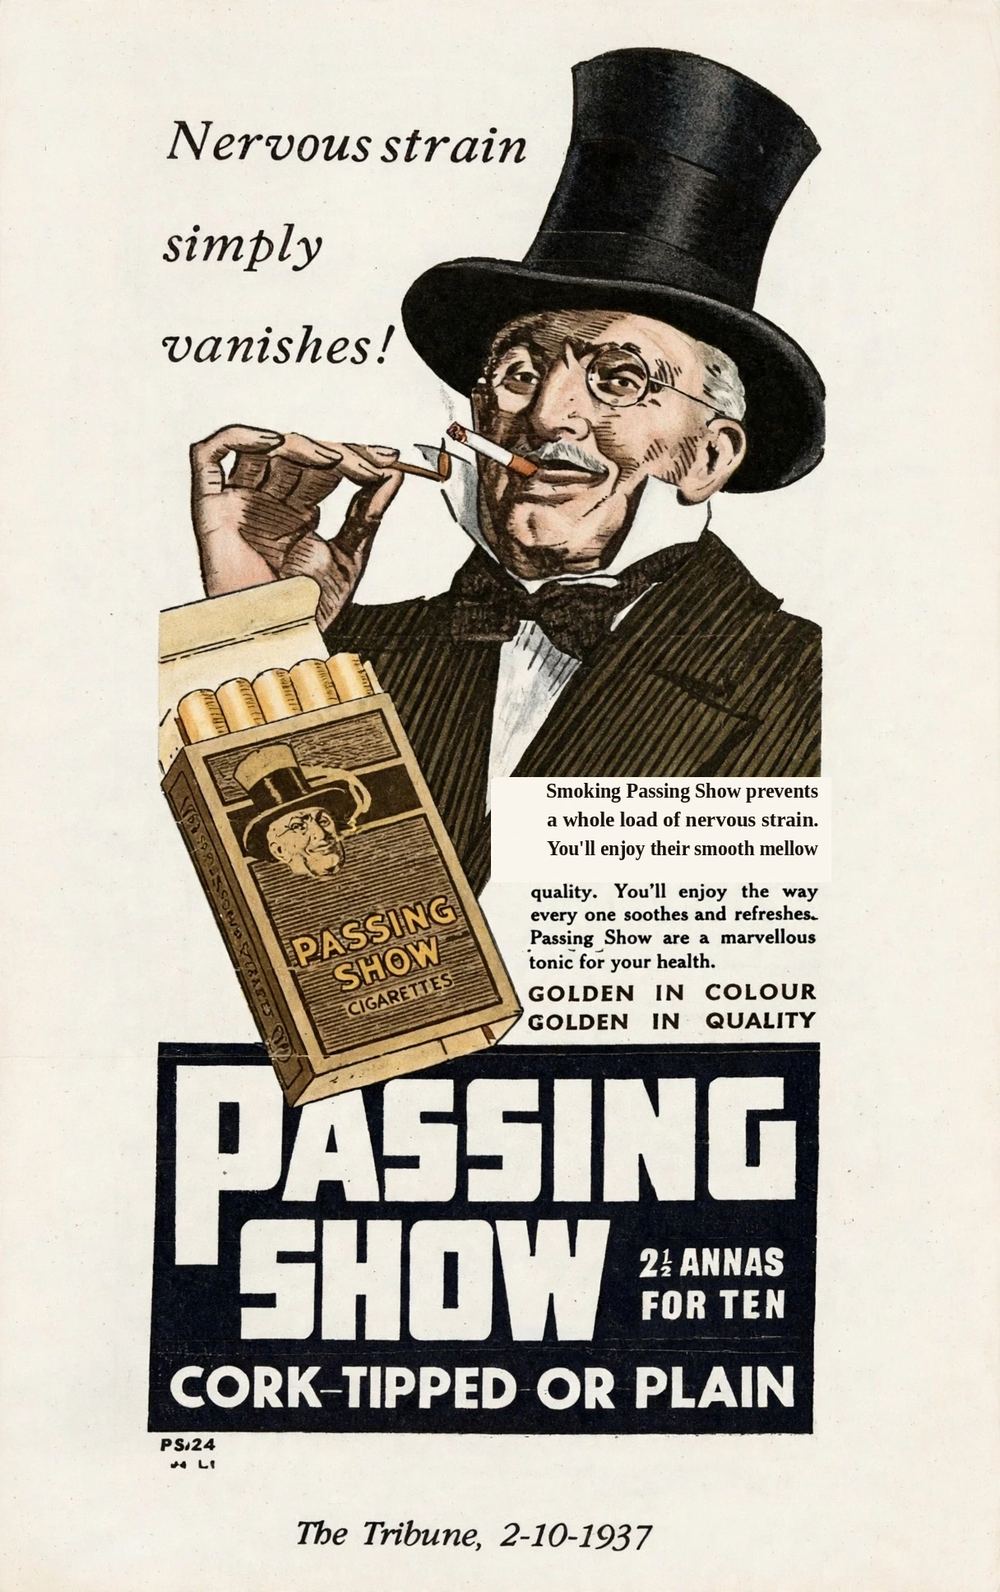 Nervous strain
simply
vanishes!
PASSING
SHOW
CIGARETTES
Smoking Passing Show prevents
a whole load of nervous strain.
You'll enjoy their smooth mellow
quality. You'll enjoy the way
every one soothes and refreshes.
Passing Show are a marvellous
tonic for your health.
GOLDEN IN COLOUR
GOLDEN IN QUALITY
PASSING
SHOW
2½ ANNAS
FOR TEN
CORK-TIPPED OR PLAIN
PS.24
The Tribune, 2-10-1937